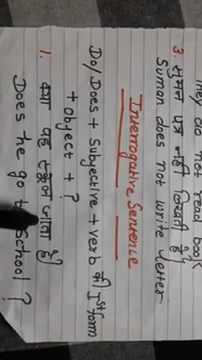 They do not read book
3. सुमन पत्र नहीं लिखती है
Suman does not write letter.
Interrogative Sentence
Do/Does + Subjective + verb की Ist form
+ object + ?
1. क्या वह स्कूल जाता है
Does he go to school ?